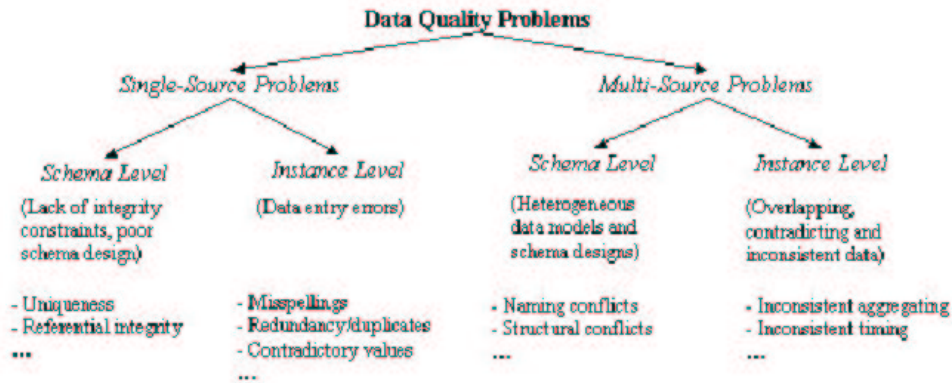 Data Quality Problems
Single-Source Problems
Multi-Source Problems
Schema Level
Instance Level
Schema Level
Instance Level
(Lack of integrity
constraints, poor
schema design)
(Data entry errors)
(Heterogeneous
data models and
schema designs)
(Overlapping,
contradicting and
inconsistent data)
- Uniqueness
- Referential integrity
...
- Misspellings
- Redundancy/duplicates
- Contradictory values
...
- Naming conflicts
- Structural conflicts
...
- Inconsistent aggregating
- Inconsistent timing
...